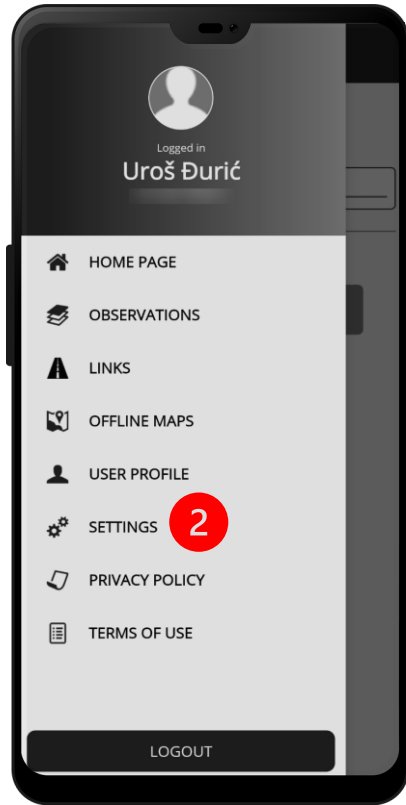 Logged in
Uroš Đurić
HOME PAGE
OBSERVATIONS
LINKS
OFFLINE MAPS
USER PROFILE
SETTINGS 2
PRIVACY POLICY
TERMS OF USE
LOGOUT